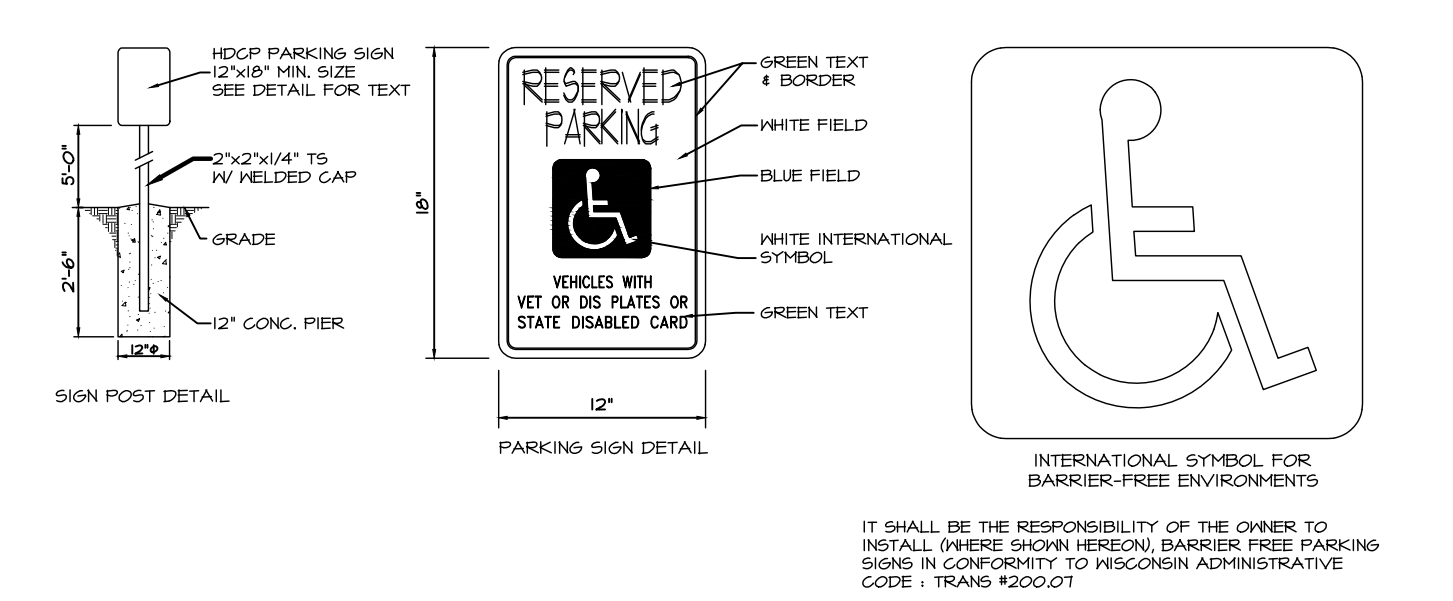 HDCP PARKING SIGN
12"x18" MIN. SIZE
SEE DETAIL FOR TEXT
5'-0"
2"x2"x1/4" TS
W/ WELDED CAP
GRADE
2'-6"
12" CONC. PIER
12"Φ
SIGN POST DETAIL
18"
RESERVED
PARKING
VEHICLES WITH
VET OR DIS PLATES OR
STATE DISABLED CARD
GREEN TEXT
& BORDER
WHITE FIELD
BLUE FIELD
WHITE INTERNATIONAL
SYMBOL
GREEN TEXT
12"
PARKING SIGN DETAIL
INTERNATIONAL SYMBOL FOR
BARRIER-FREE ENVIRONMENTS
IT SHALL BE THE RESPONSIBILITY OF THE OWNER TO
INSTALL (WHERE SHOWN HEREON), BARRIER FREE PARKING
SIGNS IN CONFORMITY TO WISCONSIN ADMINISTRATIVE
CODE : TRANS #200.07